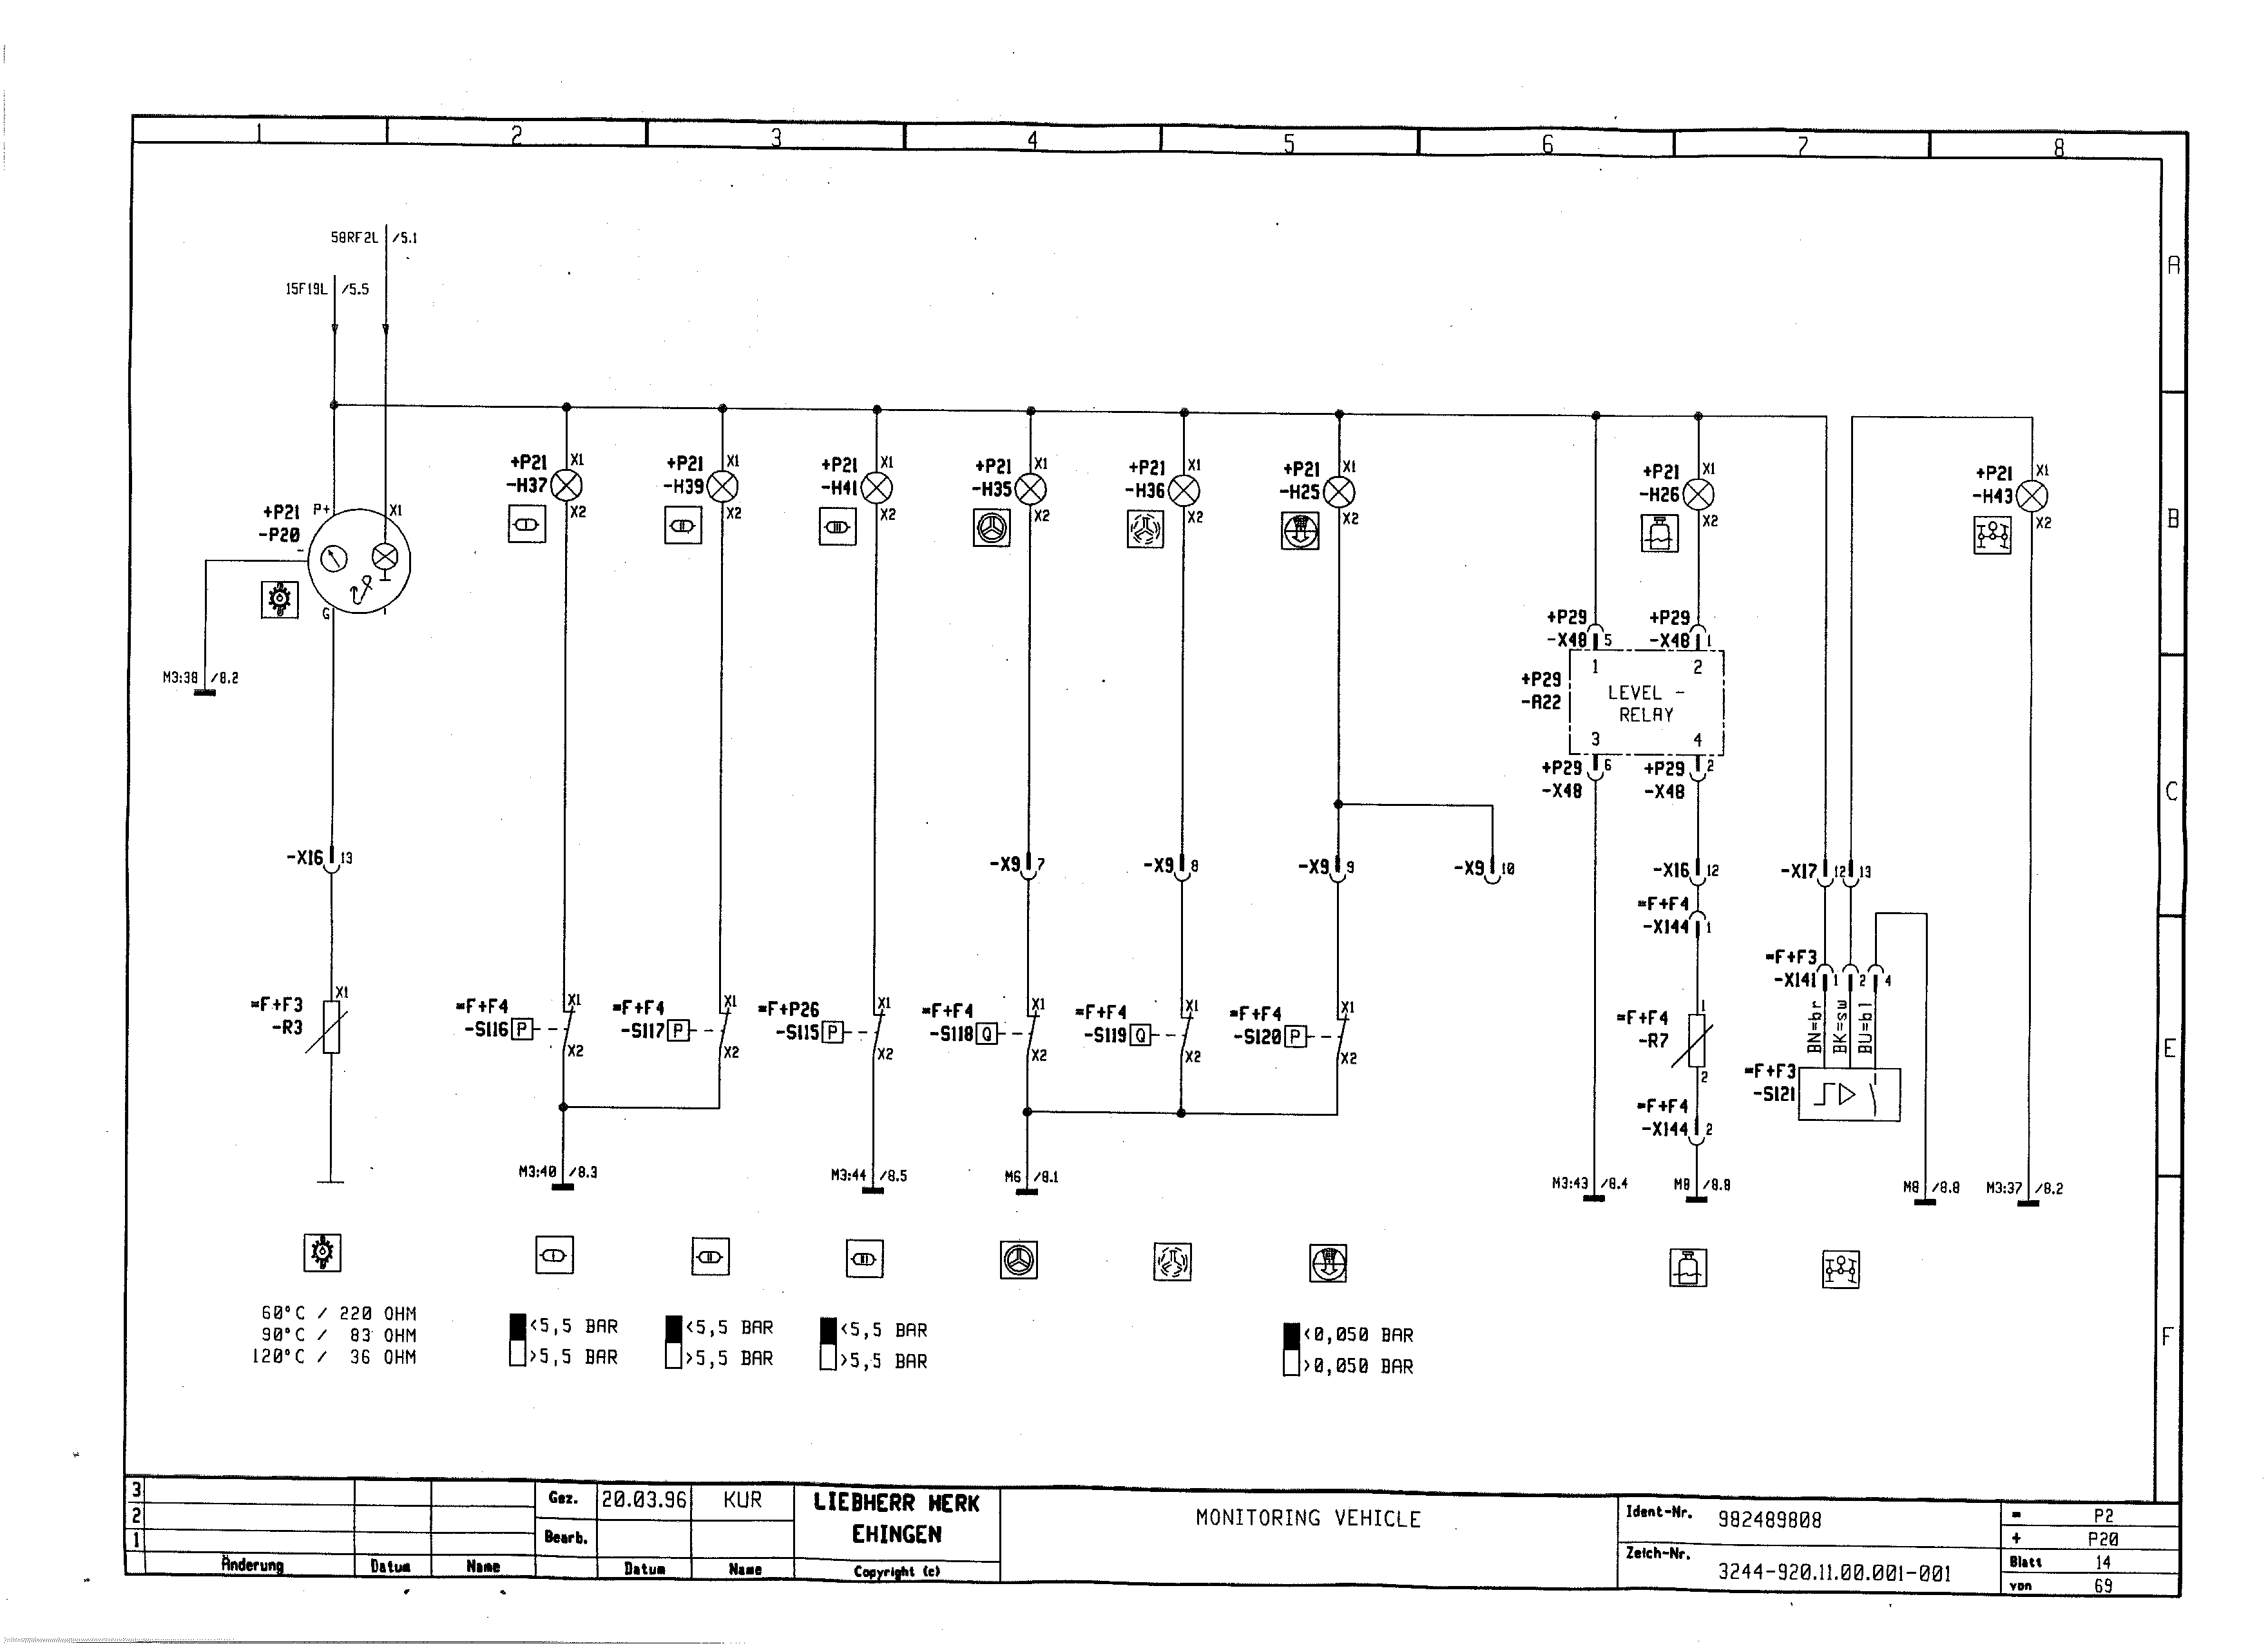 1 2 3 4 5 6 7 8
A
B
C
E
F
58RF2L /5.1
15F19L /5.5
+P21 X1
-H37
X2
+P21 X1
-H39
X2
+P21 X1
-H41
X2
+P21 X1
-H35
X2
+P21 X1
-H36
X2
+P21 X1
-H25
X2
+P21 X1
-H26
X2
+P21 X1
-H43
X2
+P21 P+ X1
-P20
-
G
M3:38 /8.2
+P29
-X48 5
+P29
-X48 1
1 2
+P29
-A22
LEVEL -
RELAY
3 4
+P29 6
-X48
+P29 2
-X48
-X16 13
-X9 7
-X9 8
-X9 9
-X9 10
-X16 12
-X17 12 13
=F+F4
-X144 1
=F+F3
-X141 1 2 4
BN=br
BK=sw
BU=bl
=F+F3 X1
-R3
=F+F4 X1
-S116 P
X2
=F+F4 X1
-S117 P
X2
=F+P26 X1
-S115 P
X2
=F+F4 X1
-S118 Q
X2
=F+F4 X1
-S119 Q
X2
=F+F4 X1
-S120 P
X2
=F+F4 1
-R7
2
=F+F3
-S121
=F+F4
-X144 2
M3:40 /8.3
M3:44 /8.5
M6 /8.1
M3:43 /8.4
M8 /8.8
M8 /8.8
M3:37 /8.2
60°C / 220 OHM
90°C / 83 OHM
120°C / 36 OHM
<5,5 BAR
>5,5 BAR
<5,5 BAR
>5,5 BAR
<5,5 BAR
>5,5 BAR
<0,050 BAR
>0,050 BAR
3
2
1
Änderung Datum Name
Gez. 20.03.96 KUR
Bearb.
Datum Name
LIEBHERR WERK
EHINGEN
Copyright (c)
MONITORING VEHICLE
Ident-Nr. 982489808
Zeich-Nr. 3244-920.11.00.001-001
= P2
+ P20
Blatt 14
von 69